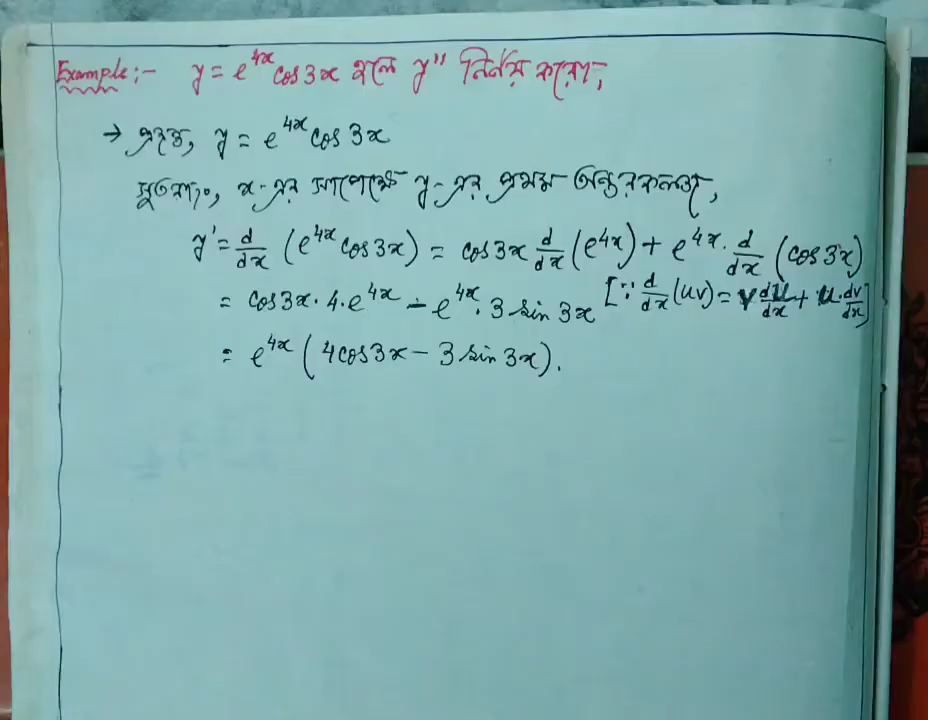 Example:- y = e^{4x} cos 3x হলে y'' নির্ণয় করো,
→ প্রদত্ত, y = e^{4x} cos 3x
সুতরাং, x-এর সাপেক্ষে y-এর প্রথম অন্তরকলজ,
y' = d/dx (e^{4x} cos 3x) = cos 3x d/dx (e^{4x}) + e^{4x} · d/dx (cos 3x)
= cos 3x · 4 · e^{4x} - e^{4x} · 3 sin 3x [∵ d/dx (uv) = v du/dx + u · dv/dx]
= e^{4x} (4 cos 3x - 3 sin 3x).